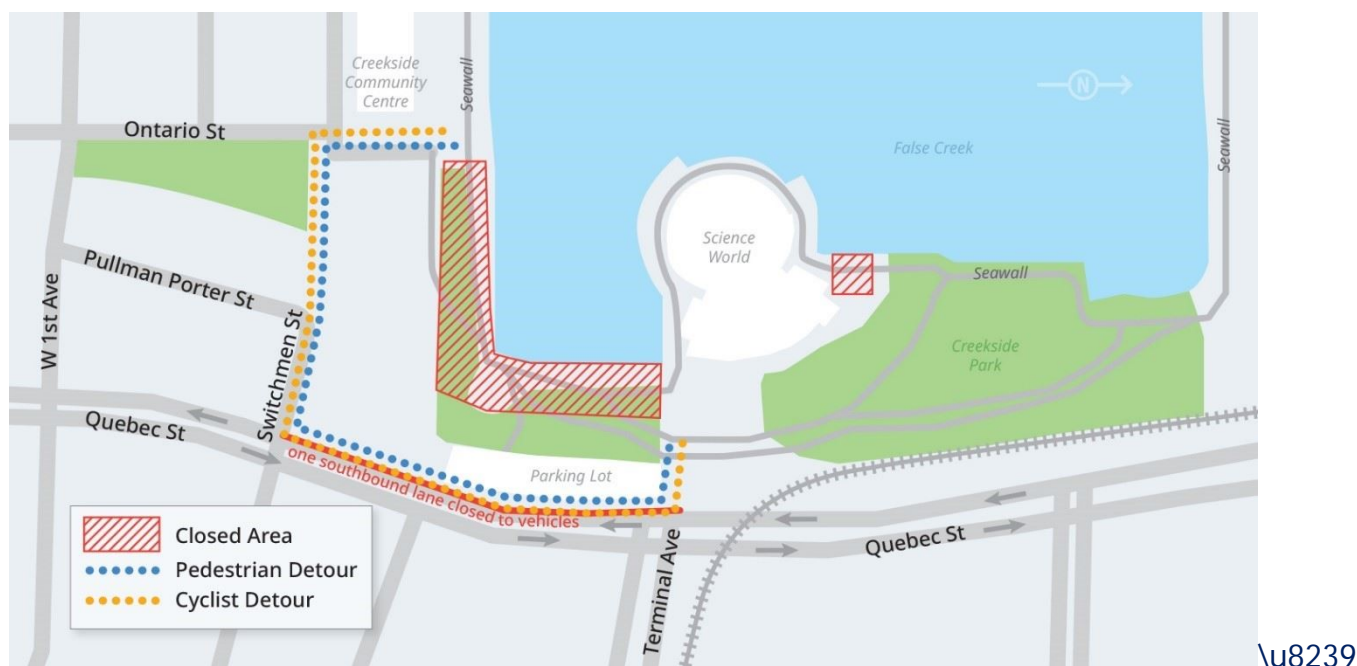 Creekside
Community
Centre
Seawall
N
Ontario St
False Creek
Seawall
Science
World
Pullman Porter St
Seawall
W 1st Ave
Switchmen St
Creekside
Park
Quebec St
one southbound lane closed to vehicles
Parking Lot
Closed Area
Pedestrian Detour
Cyclist Detour
Terminal Ave
Quebec St
\u8239